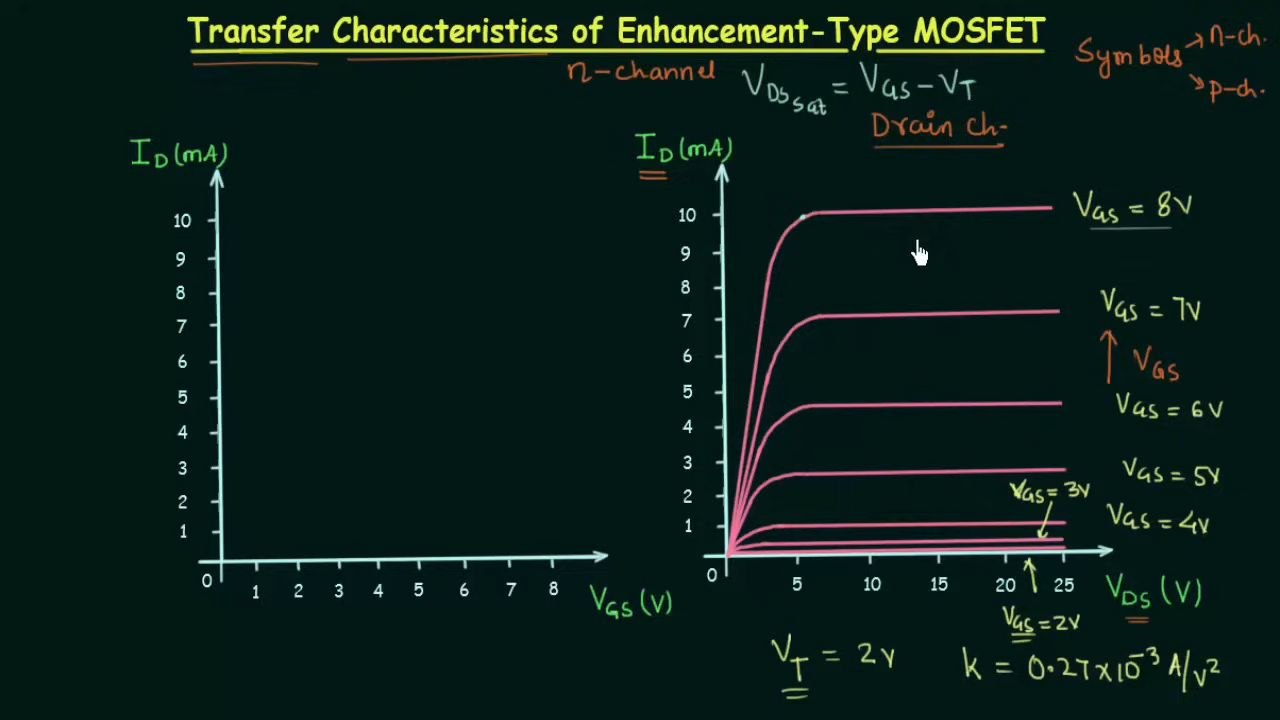 Transfer Characteristics of Enhancement-Type MOSFET
n-channel
V_DS sat = V_GS - V_T
Symbols → n-ch.
→ p-ch.
Drain ch-
I_D (mA)
10
9
8
7
6
5
4
3
2
1
0
1 2 3 4 5 6 7 8
V_GS (V)
I_D (mA)
10
9
8
7
6
5
4
3
2
1
0
5 10 15 20 25
V_DS (V)
V_GS = 8V
V_GS = 7V
↑ V_GS
V_GS = 6V
V_GS = 5V
V_GS = 3V
V_GS = 4V
V_GS = 2V
V_T = 2V
k = 0.27×10⁻³ A/V²